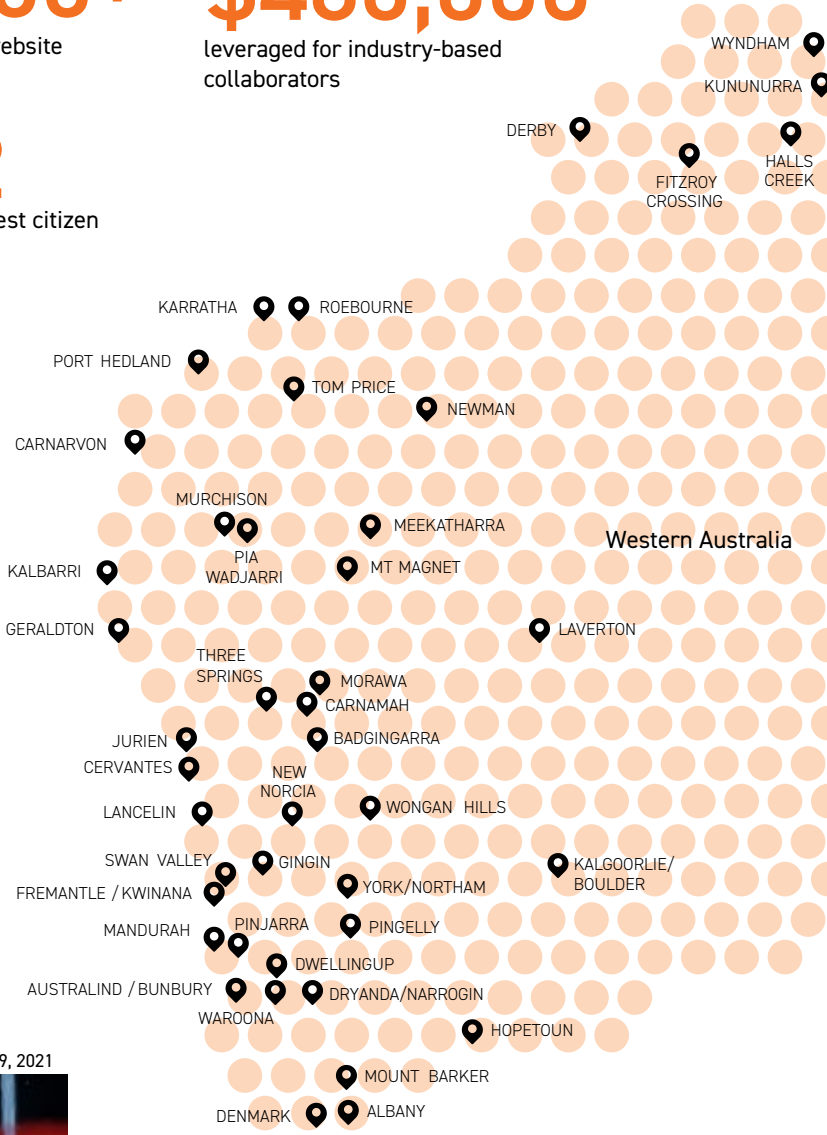 leveraged for industry-based
collaborators
WYNDHAM
KUNUNURRA
DERBY
HALLS
CREEK
FITZROY
CROSSING
est citizen
KARRATHA
ROEBOURNE
PORT HEDLAND
TOM PRICE
NEWMAN
CARNARVON
MURCHISON
MEEKATHARRA
Western Australia
PIA
WADJARRI
KALBARRI
MT MAGNET
GERALDTON
LAVERTON
THREE
SPRINGS
MORAWA
CARNAMAH
JURIEN
BADGINGARRA
CERVANTES
NEW
NORCIA
LANCELIN
WONGAN HILLS
SWAN VALLEY
GINGIN
KALGOORLIE/
BOULDER
FREMANTLE / KWINANA
YORK/NORTHAM
MANDURAH
PINJARRA
PINGELLY
DWELLINGUP
AUSTRALIND / BUNBURY
DRYANDA/NARROGIN
WAROONA
HOPETOUN
9, 2021
MOUNT BARKER
DENMARK
ALBANY